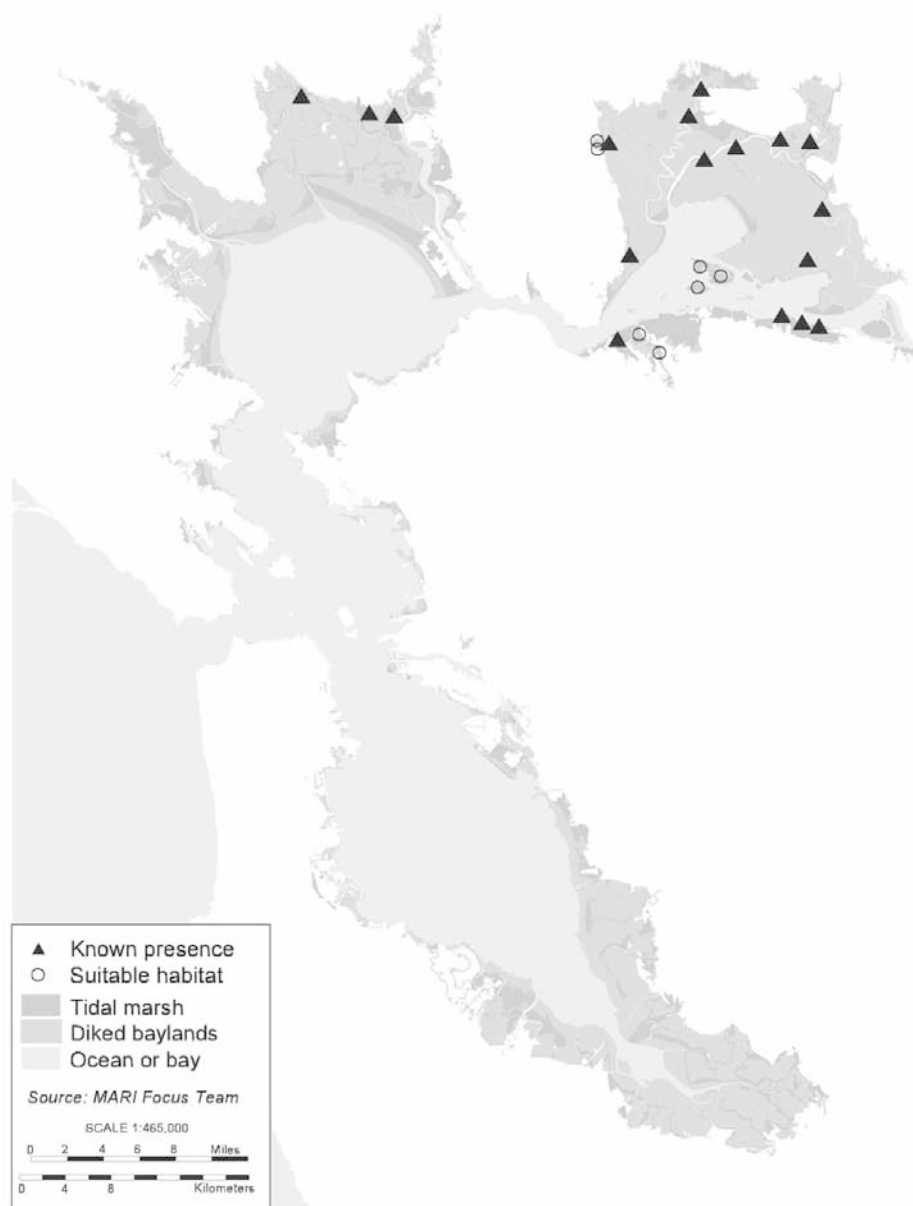 Known presence
Suitable habitat
Tidal marsh
Diked baylands
Ocean or bay
Source: MARI Focus Team
SCALE 1:465,000
0 2 4 6 8 Miles
0 4 8 Kilometers